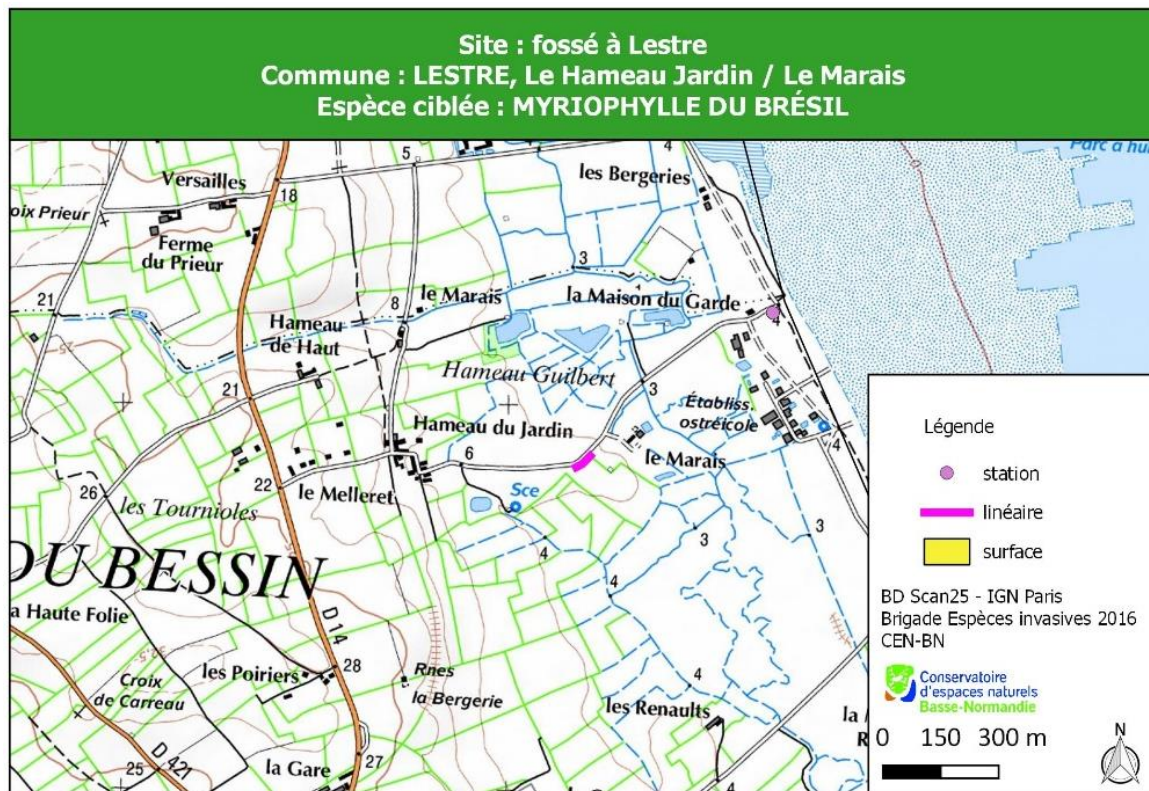 Site : fossé à Lestre
Commune : LESTRE, Le Hameau Jardin / Le Marais
Espèce ciblée : MYRIOPHYLLE DU BRÉSIL
5
4
Parc à hu
Versailles
18
les Bergeries
oix Prieur
Ferme
du Prieur
3
21
le Marais
la Maison du Garde
8
4
Hameau
de Haut
Hameau Guilbert
3
21
Établiss.
ostréicole
Hameau du Jardin
4
6
le Marais
22
le Melleret
26
Sce
les Tournioles
3
3
4
DU BESSIN
4
a Haute Folie
D 14
les Poiriers
28
4
Croix
de Carreau
Rnes
la Bergerie
les Renaults
la
D 421
27
25
la Gare
4
Légende
station
linéaire
surface
BD Scan25 - IGN Paris
Brigade Espèces invasives 2016
CEN-BN
Conservatoire
d'espaces naturels
Basse-Normandie
0 150 300 m
N